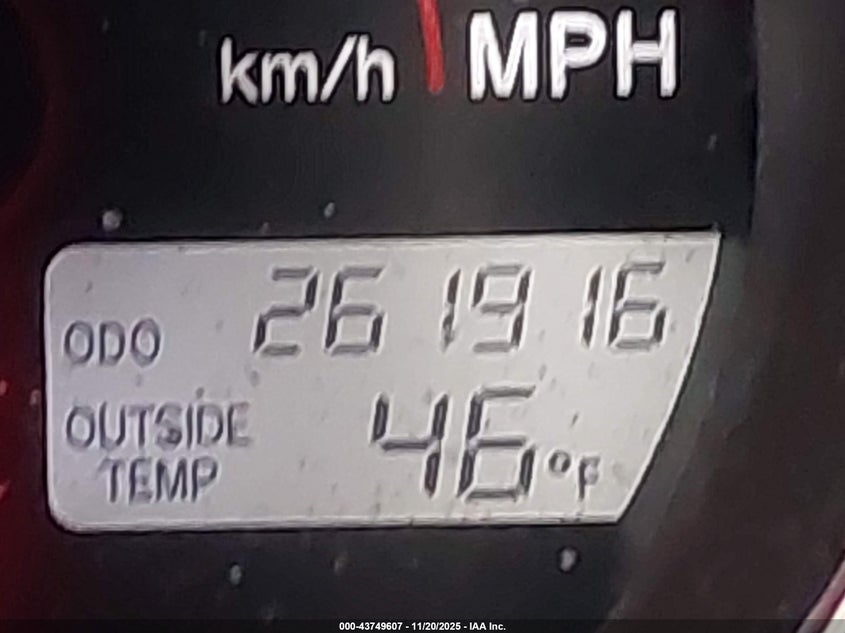 km/h MPH
ODO 261916
OUTSIDE TEMP 46°F
000-43749607 - 11/20/2025 - IAA Inc.